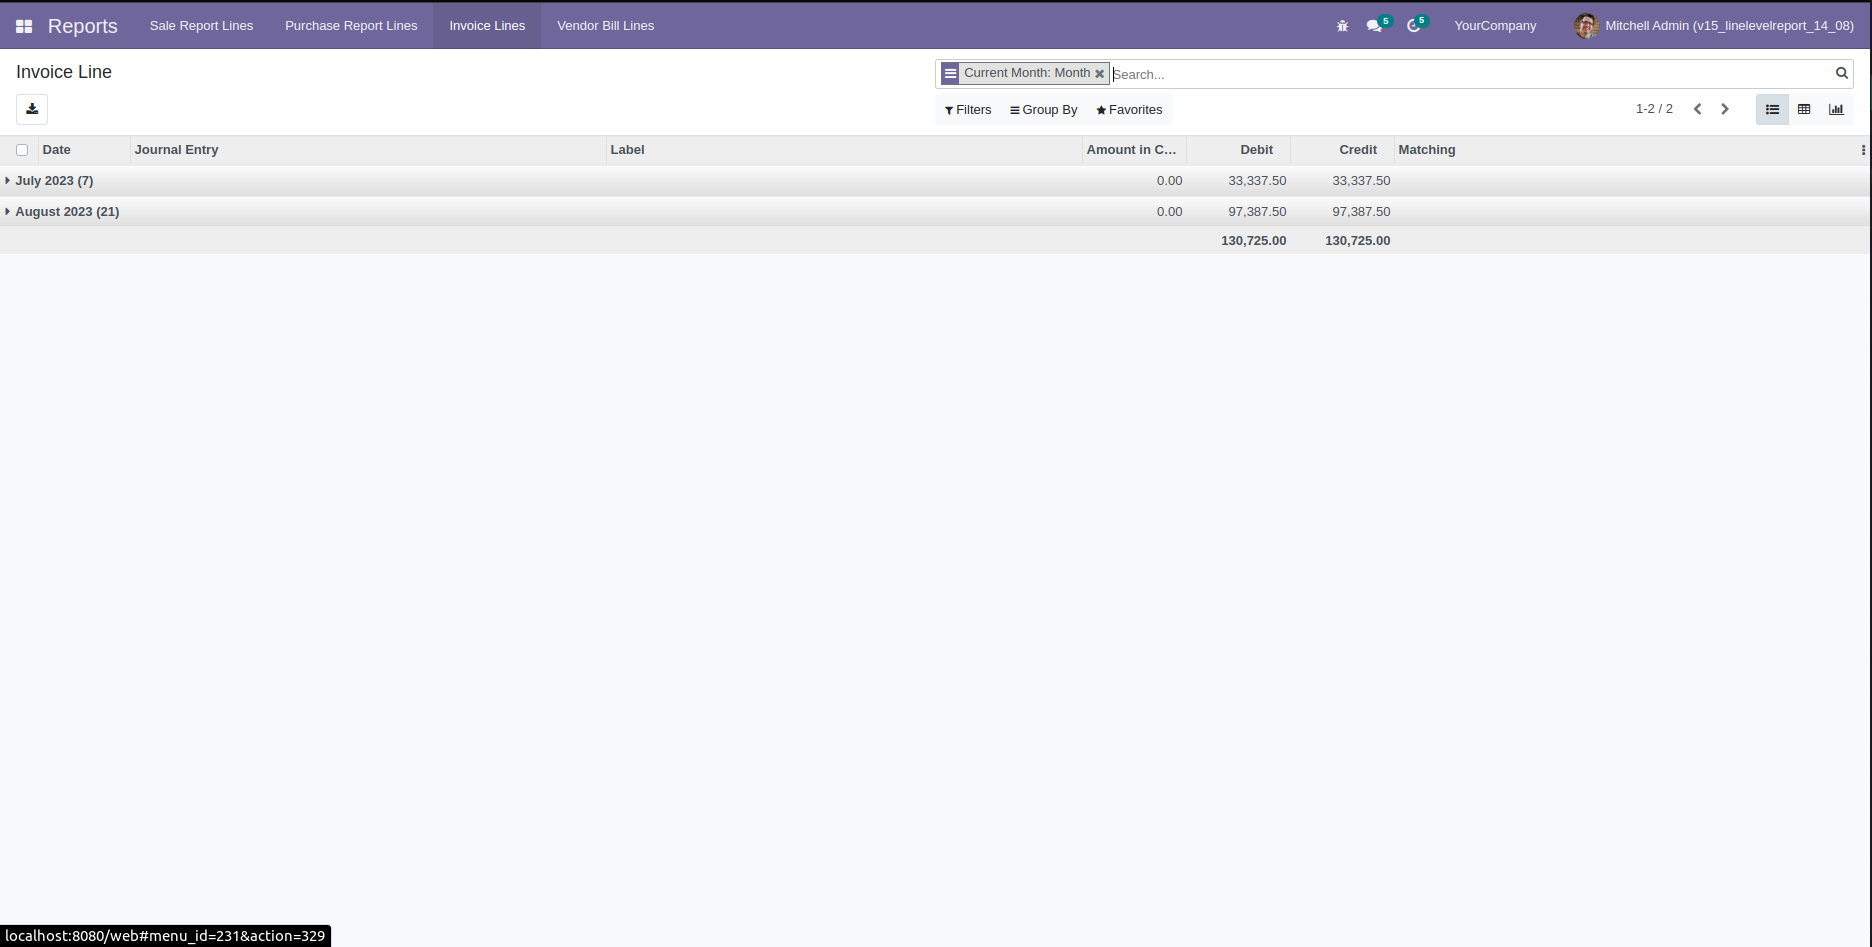 Reports Sale Report Lines Purchase Report Lines Invoice Lines Vendor Bill Lines 5 5 YourCompany Mitchell Admin (v15_linelevelreport_14_08)
Invoice Line
Current Month: Month Search...
Filters Group By Favorites 1-2 / 2
Date Journal Entry Label Amount in C... Debit Credit Matching
July 2023 (7) 0.00 33,337.50 33,337.50
August 2023 (21) 0.00 97,387.50 97,387.50
130,725.00 130,725.00
localhost:8080/web#menu_id=231&action=329